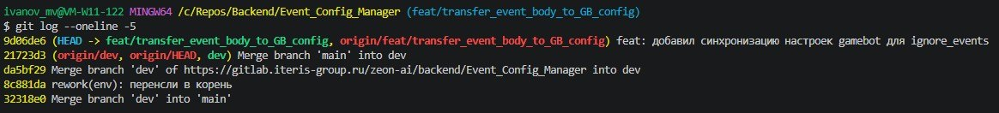 ivanov_mv@VM-W11-122 MINGW64 /c/Repos/Backend/Event_Config_Manager (feat/transfer_event_body_to_GB_config)
$ git log --oneline -5
9d06de6 (HEAD -> feat/transfer_event_body_to_GB_config, origin/feat/transfer_event_body_to_GB_config) feat: добавил синхронизацию настроек gamebot для ignore_events
21723d3 (origin/dev, origin/HEAD, dev) Merge branch 'main' into dev
da5bf29 Merge branch 'dev' of https://gitlab.iteris-group.ru/zeon-ai/backend/Event_Config_Manager into dev
8c881da rework(env): перенсли в корень
32318e0 Merge branch 'dev' into 'main'